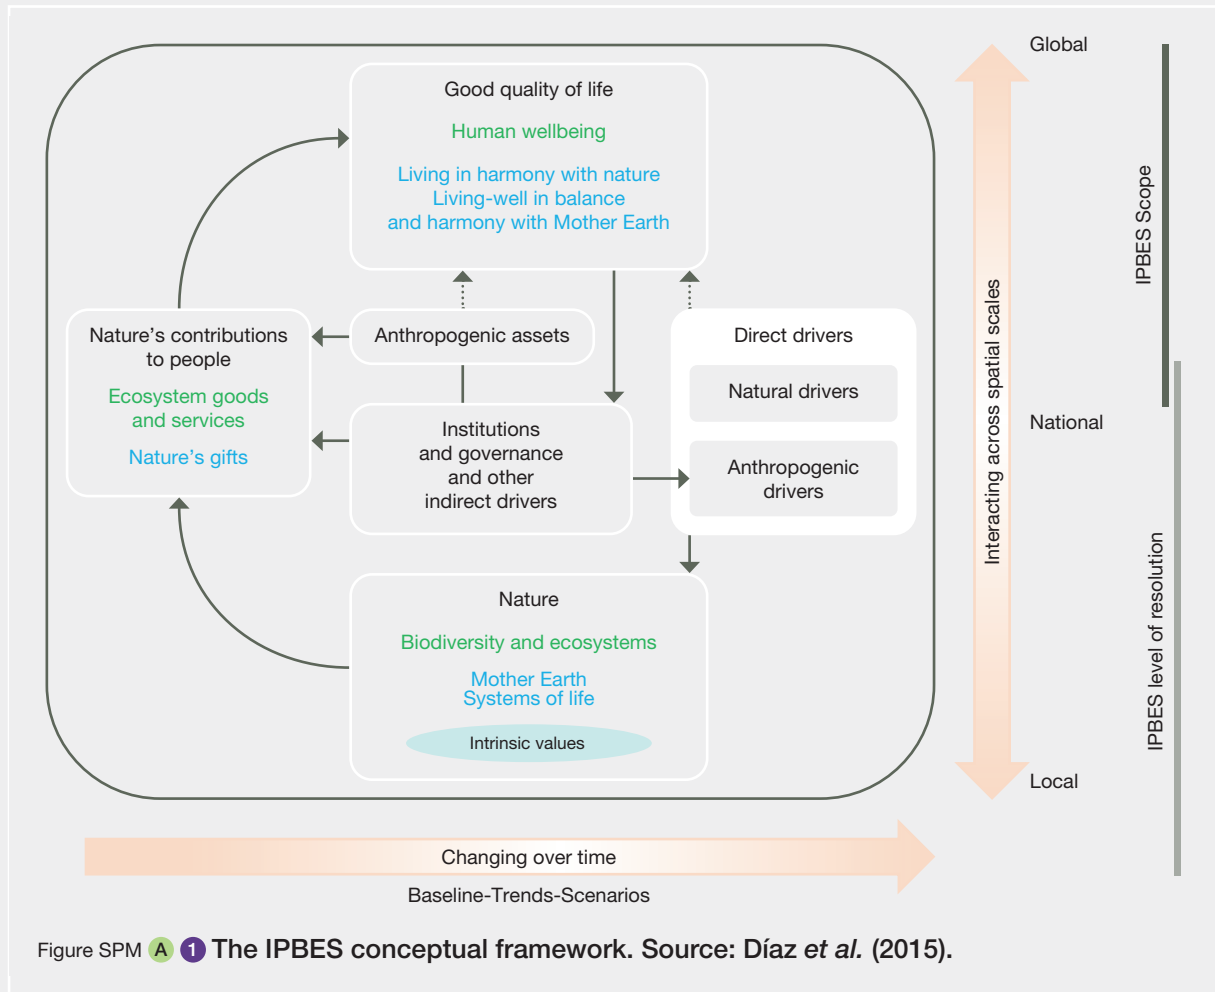 Good quality of life
Human wellbeing
Living in harmony with nature
Living-well in balance
and harmony with Mother Earth
Nature’s contributions
to people
Ecosystem goods
and services
Nature’s gifts
Anthropogenic assets
Institutions
and governance
and other
indirect drivers
Direct drivers
Natural drivers
Anthropogenic
drivers
Nature
Biodiversity and ecosystems
Mother Earth
Systems of life
Intrinsic values
Changing over time
Baseline-Trends-Scenarios
Interacting across spatial scales
Global
National
Local
IPBES Scope
IPBES level of resolution
Figure SPM A 1 The IPBES conceptual framework. Source: Díaz et al. (2015).